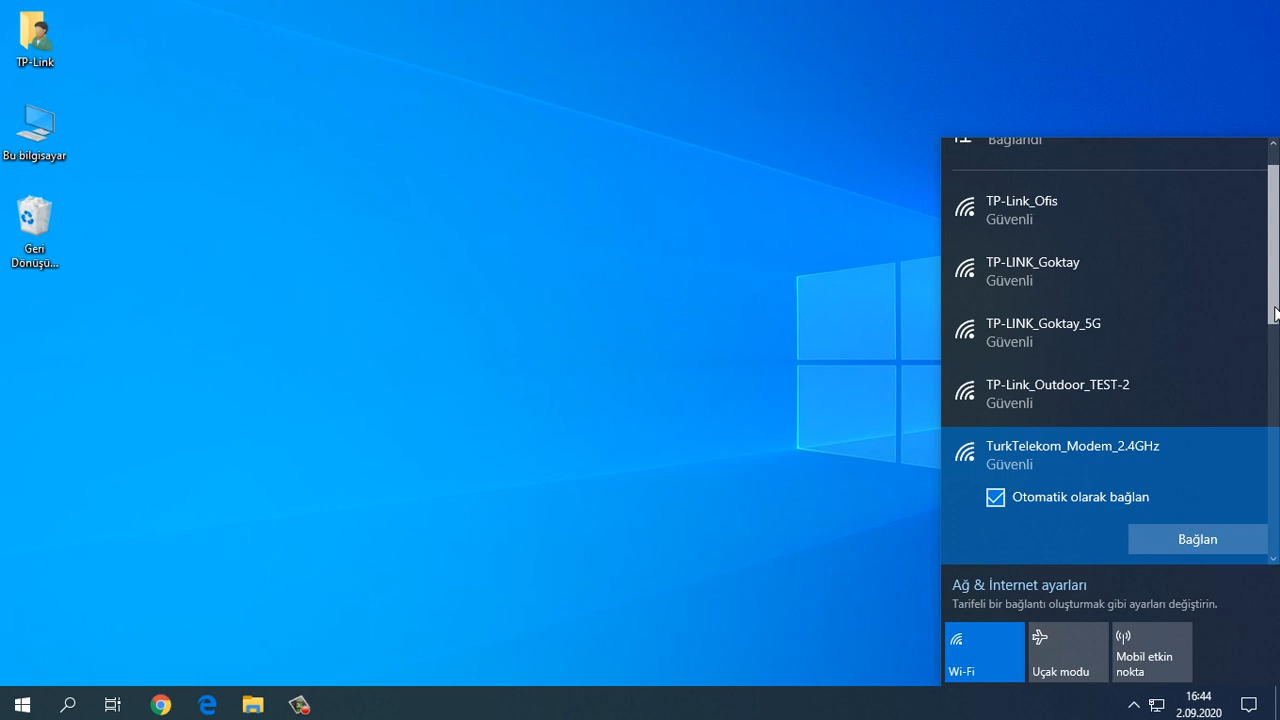 TP-Link
Bu bilgisayar
Geri
Dönüşü...
Bağlandı
TP-Link_Ofis
Güvenli
TP-LINK_Goktay
Güvenli
TP-LINK_Goktay_5G
Güvenli
TP-Link_Outdoor_TEST-2
Güvenli
TurkTelekom_Modem_2.4GHz
Güvenli
Otomatik olarak bağlan
Bağlan
Ağ & İnternet ayarları
Tarifeli bir bağlantı oluşturmak gibi ayarları değiştirin.
Wi-Fi
Uçak modu
Mobil etkin
nokta
16:44
2.09.2020